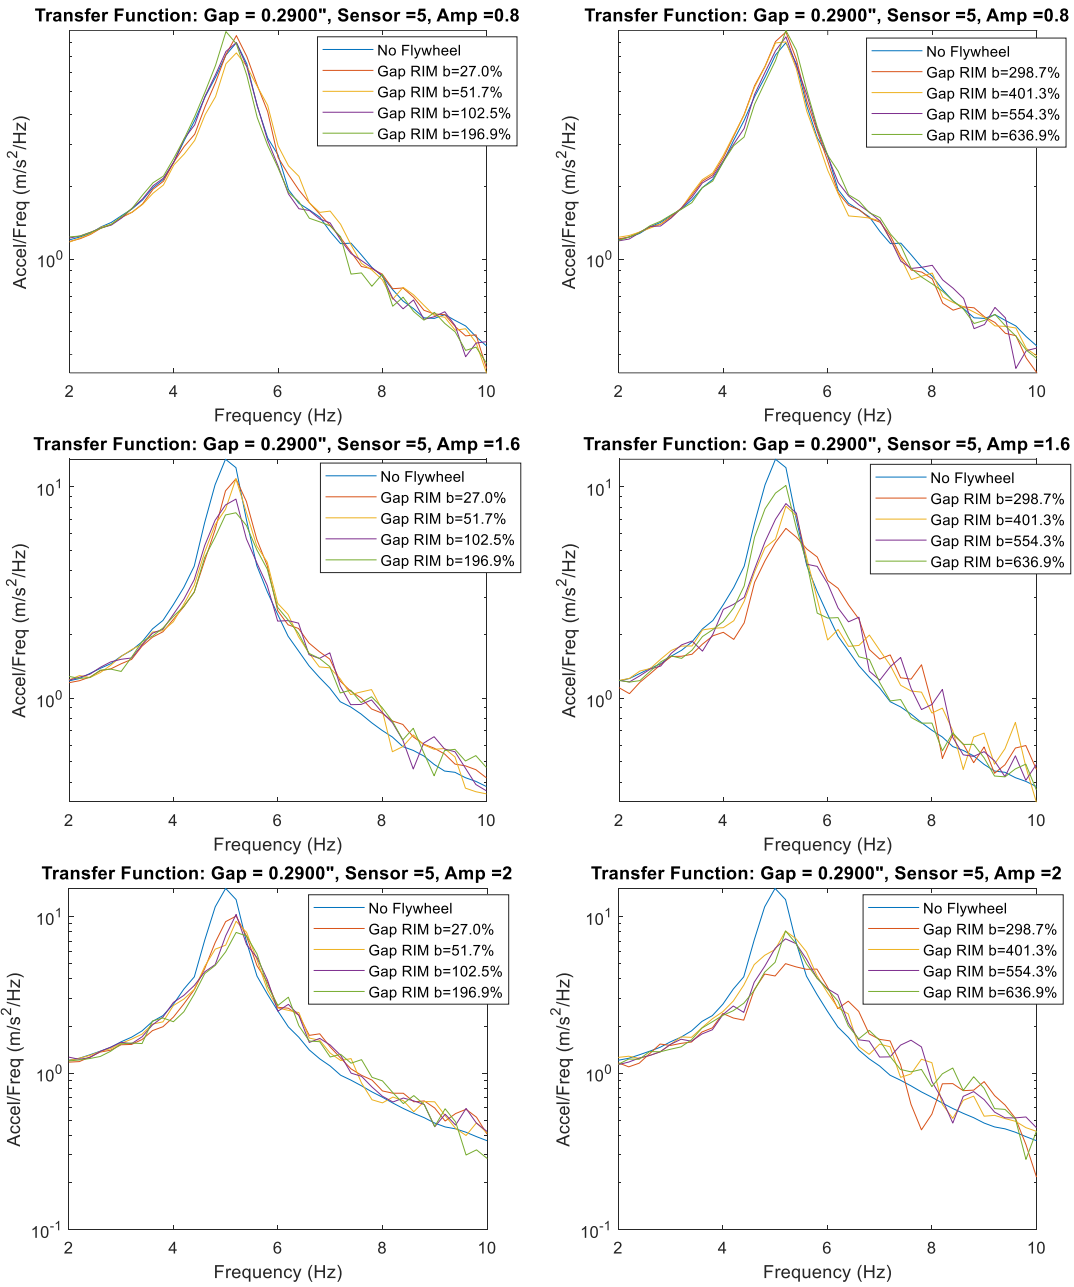 Transfer Function: Gap = 0.2900", Sensor =5, Amp =0.8
No Flywheel
Gap RIM b=27.0%
Gap RIM b=51.7%
Gap RIM b=102.5%
Gap RIM b=196.9%
Accel/Freq (m/s²/Hz)
10⁰
2 4 6 8 10
Frequency (Hz)
Transfer Function: Gap = 0.2900", Sensor =5, Amp =0.8
No Flywheel
Gap RIM b=298.7%
Gap RIM b=401.3%
Gap RIM b=554.3%
Gap RIM b=636.9%
Accel/Freq (m/s²/Hz)
10⁰
2 4 6 8 10
Frequency (Hz)
Transfer Function: Gap = 0.2900", Sensor =5, Amp =1.6
No Flywheel
Gap RIM b=27.0%
Gap RIM b=51.7%
Gap RIM b=102.5%
Gap RIM b=196.9%
Accel/Freq (m/s²/Hz)
10¹
10⁰
2 4 6 8 10
Frequency (Hz)
Transfer Function: Gap = 0.2900", Sensor =5, Amp =1.6
No Flywheel
Gap RIM b=298.7%
Gap RIM b=401.3%
Gap RIM b=554.3%
Gap RIM b=636.9%
Accel/Freq (m/s²/Hz)
10¹
10⁰
2 4 6 8 10
Frequency (Hz)
Transfer Function: Gap = 0.2900", Sensor =5, Amp =2
No Flywheel
Gap RIM b=27.0%
Gap RIM b=51.7%
Gap RIM b=102.5%
Gap RIM b=196.9%
Accel/Freq (m/s²/Hz)
10¹
10⁰
10⁻¹
2 4 6 8 10
Frequency (Hz)
Transfer Function: Gap = 0.2900", Sensor =5, Amp =2
No Flywheel
Gap RIM b=298.7%
Gap RIM b=401.3%
Gap RIM b=554.3%
Gap RIM b=636.9%
Accel/Freq (m/s²/Hz)
10¹
10⁰
10⁻¹
2 4 6 8 10
Frequency (Hz)